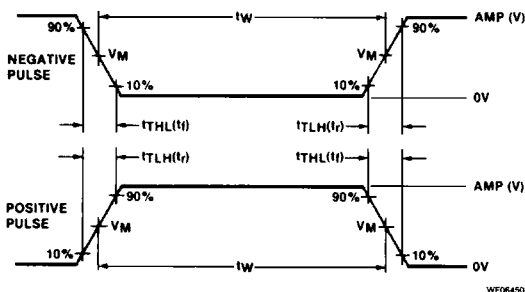 tW
AMP (V)
90%
90%
NEGATIVE
PULSE
VM
VM
10%
10%
0V
tTHL(tf)
tTLH(tr)
tTLH(tr)
tTHL(tf)
AMP (V)
90%
90%
POSITIVE
PULSE
VM
VM
10%
10%
0V
tW
WF06450